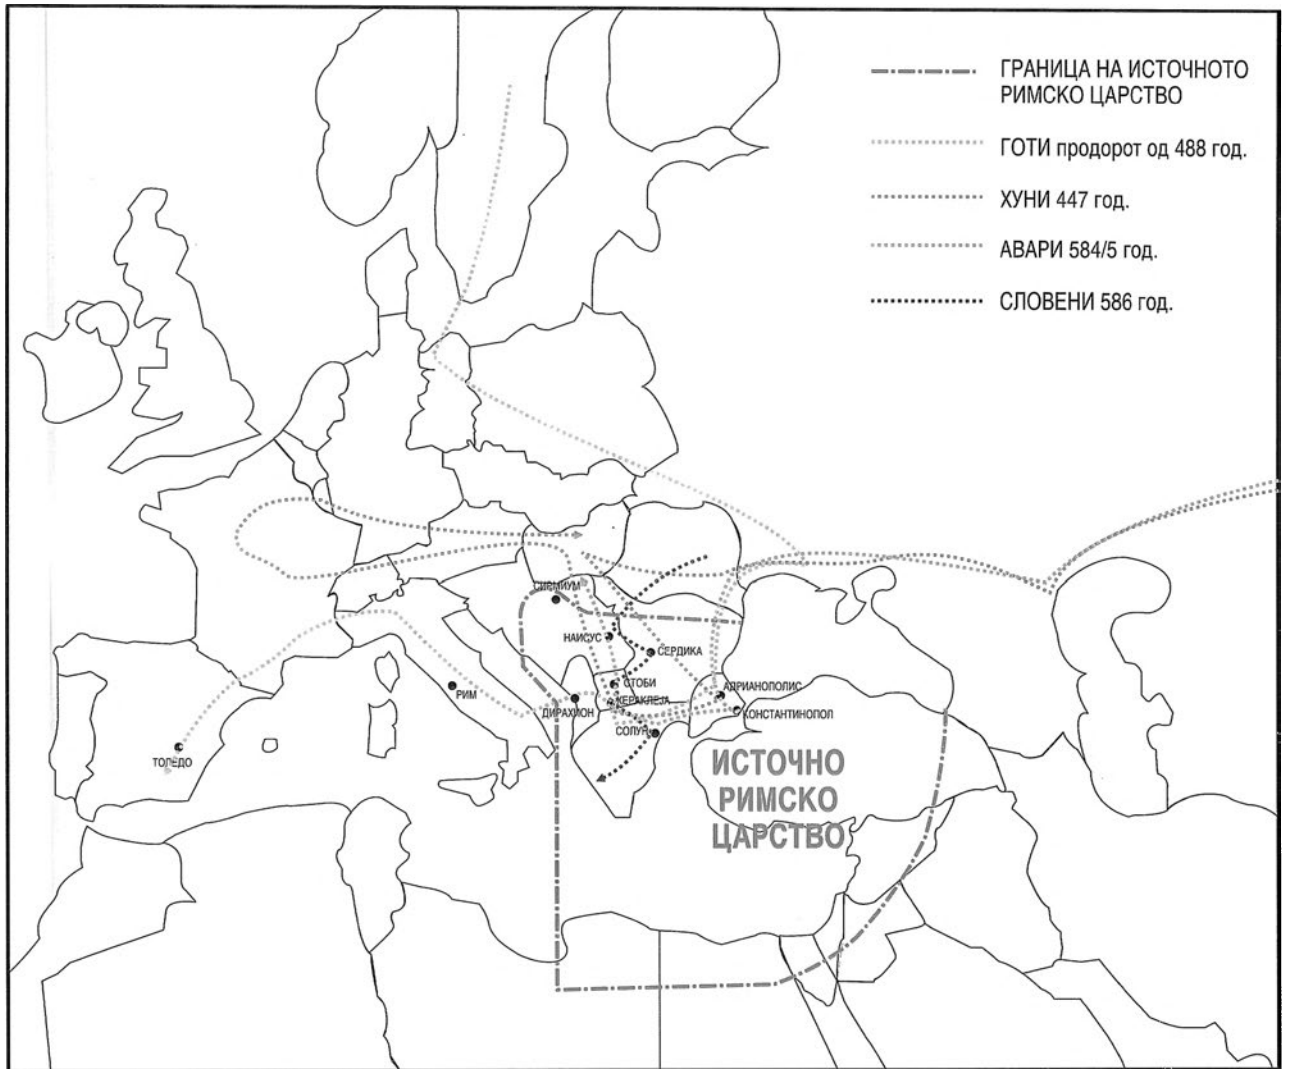 ГРАНИЦА НА ИСТОЧНОТО
РИМСКО ЦАРСТВО
ГОТИ продорот од 488 год.
ХУНИ 447 год.
АВАРИ 584/5 год.
СЛОВЕНИ 586 год.
СИРМИУМ
НАИСУС
СЕРДИКА
СТОБИ
ХЕРАКЛЕЈА
АДРИАНОПОЛИС
РИМ
ДИРАХИОН
КОНСТАНТИНОПОЛ
СОЛУН
ТОЛЕДО
ИСТОЧНО
РИМСКО
ЦАРСТВО